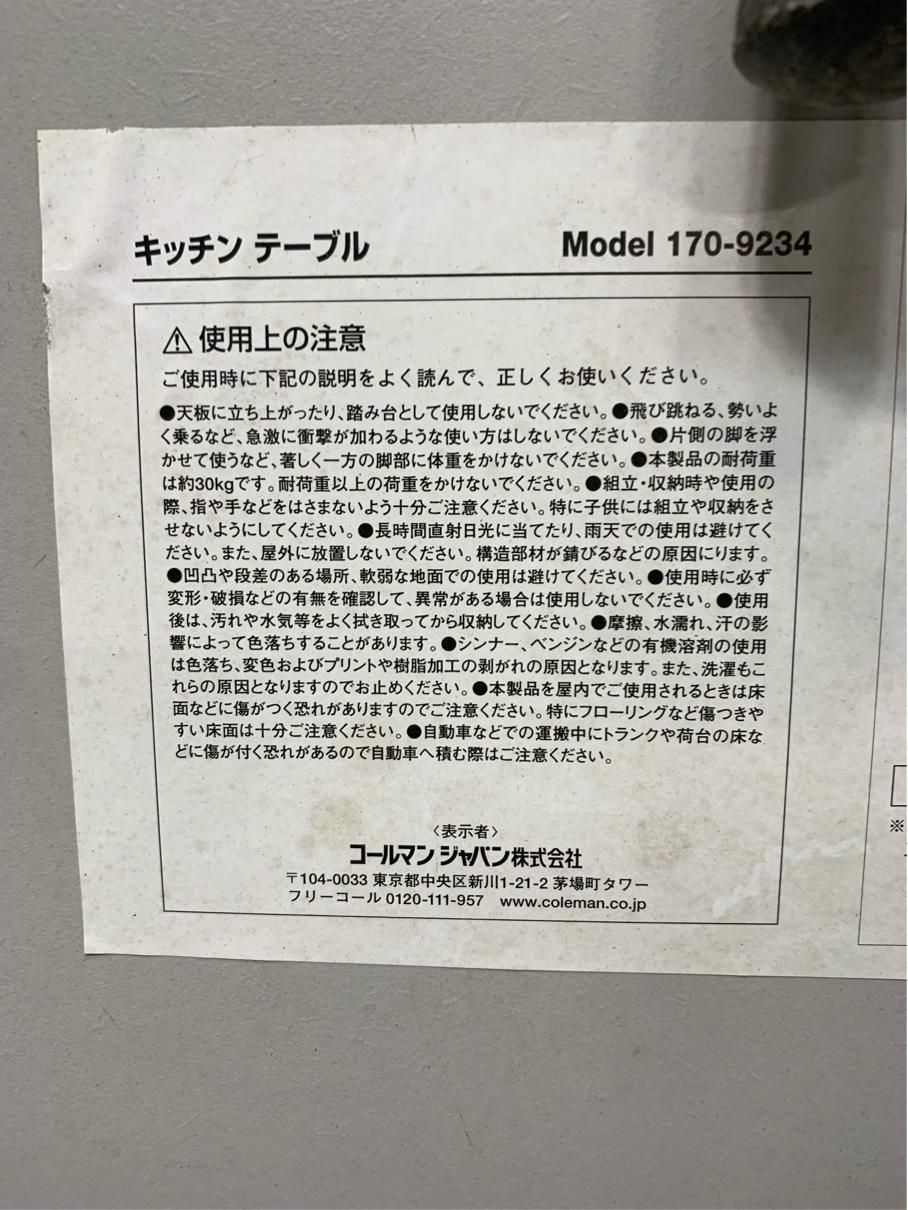 キッチン テーブル Model 170-9234
⚠使用上の注意
ご使用時に下記の説明をよく読んで、正しくお使いください。
●天板に立ち上がったり、踏み台として使用しないでください。●飛び跳ねる、勢いよ
く乗るなど、急激に衝撃が加わるような使い方はしないでください。●片側の脚を浮
かせて使うなど、著しく一方の脚部に体重をかけないでください。●本製品の耐荷重
は約30kgです。耐荷重以上の荷重をかけないでください。●組立・収納時や使用の
際、指や手などをはさまないよう十分ご注意ください。特に子供には組立や収納をさ
せないようにしてください。●長時間直射日光に当てたり、雨天での使用は避けてく
ださい。また、屋外に放置しないでください。構造部材が錆びるなどの原因にります。
●凹凸や段差のある場所、軟弱な地面での使用は避けてください。●使用時に必ず
変形・破損などの有無を確認して、異常がある場合は使用しないでください。●使用
後は、汚れや水気等をよく拭き取ってから収納してください。●摩擦、水濡れ、汗の影
響によって色落ちすることがあります。●シンナー、ベンジンなどの有機溶剤の使用
は色落ち、変色およびプリントや樹脂加工の剥がれの原因となります。また、洗濯もこ
れらの原因となりますのでお止めください。●本製品を屋内でご使用されるときは床
面などに傷がつく恐れがありますのでご注意ください。特にフローリングなど傷つきや
すい床面は十分ご注意ください。●自動車などでの運搬中にトランクや荷台の床な
どに傷が付く恐れがあるので自動車へ積む際はご注意ください。
〈表示者〉
コールマン ジャパン株式会社
〒104-0033 東京都中央区新川1-21-2 茅場町タワー
フリーコール 0120-111-957 www.coleman.co.jp
※